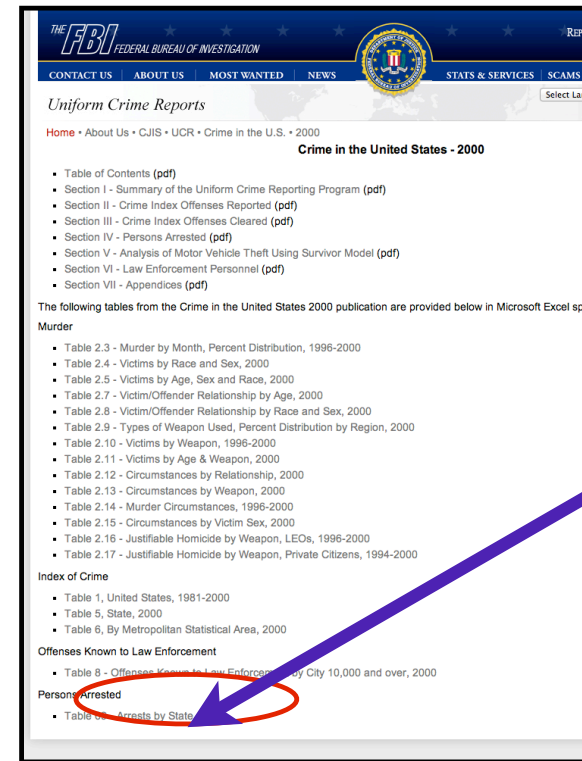 THE FBI FEDERAL BUREAU OF INVESTIGATION
REP
CONTACT US | ABOUT US | MOST WANTED | NEWS | STATS & SERVICES | SCAMS
Uniform Crime Reports
Select La
Home • About Us • CJIS • UCR • Crime in the U.S. • 2000
Crime in the United States - 2000
Table of Contents (pdf)
Section I - Summary of the Uniform Crime Reporting Program (pdf)
Section II - Crime Index Offenses Reported (pdf)
Section III - Crime Index Offenses Cleared (pdf)
Section IV - Persons Arrested (pdf)
Section V - Analysis of Motor Vehicle Theft Using Survivor Model (pdf)
Section VI - Law Enforcement Personnel (pdf)
Section VII - Appendices (pdf)
The following tables from the Crime in the United States 2000 publication are provided below in Microsoft Excel sp
Murder
Table 2.3 - Murder by Month, Percent Distribution, 1996-2000
Table 2.4 - Victims by Race and Sex, 2000
Table 2.5 - Victims by Age, Sex and Race, 2000
Table 2.7 - Victim/Offender Relationship by Age, 2000
Table 2.8 - Victim/Offender Relationship by Race and Sex, 2000
Table 2.9 - Types of Weapon Used, Percent Distribution by Region, 2000
Table 2.10 - Victims by Weapon, 1996-2000
Table 2.11 - Victims by Age & Weapon, 2000
Table 2.12 - Circumstances by Relationship, 2000
Table 2.13 - Circumstances by Weapon, 2000
Table 2.14 - Murder Circumstances, 1996-2000
Table 2.15 - Circumstances by Victim Sex, 2000
Table 2.16 - Justifiable Homicide by Weapon, LEOs, 1996-2000
Table 2.17 - Justifiable Homicide by Weapon, Private Citizens, 1994-2000
Index of Crime
Table 1, United States, 1981-2000
Table 5, State, 2000
Table 6, By Metropolitan Statistical Area, 2000
Offenses Known to Law Enforcement
Table 8 - Offenses Known to Law Enforcement by City 10,000 and over, 2000
Persons Arrested
Table - Arrests by State